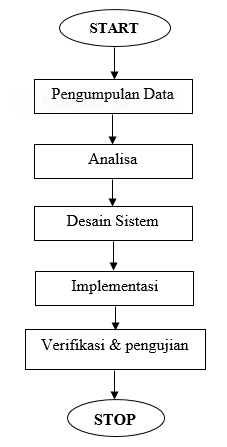 START
Pengumpulan Data
Analisa
Desain Sistem
Implementasi
Verifikasi & pengujian
STOP